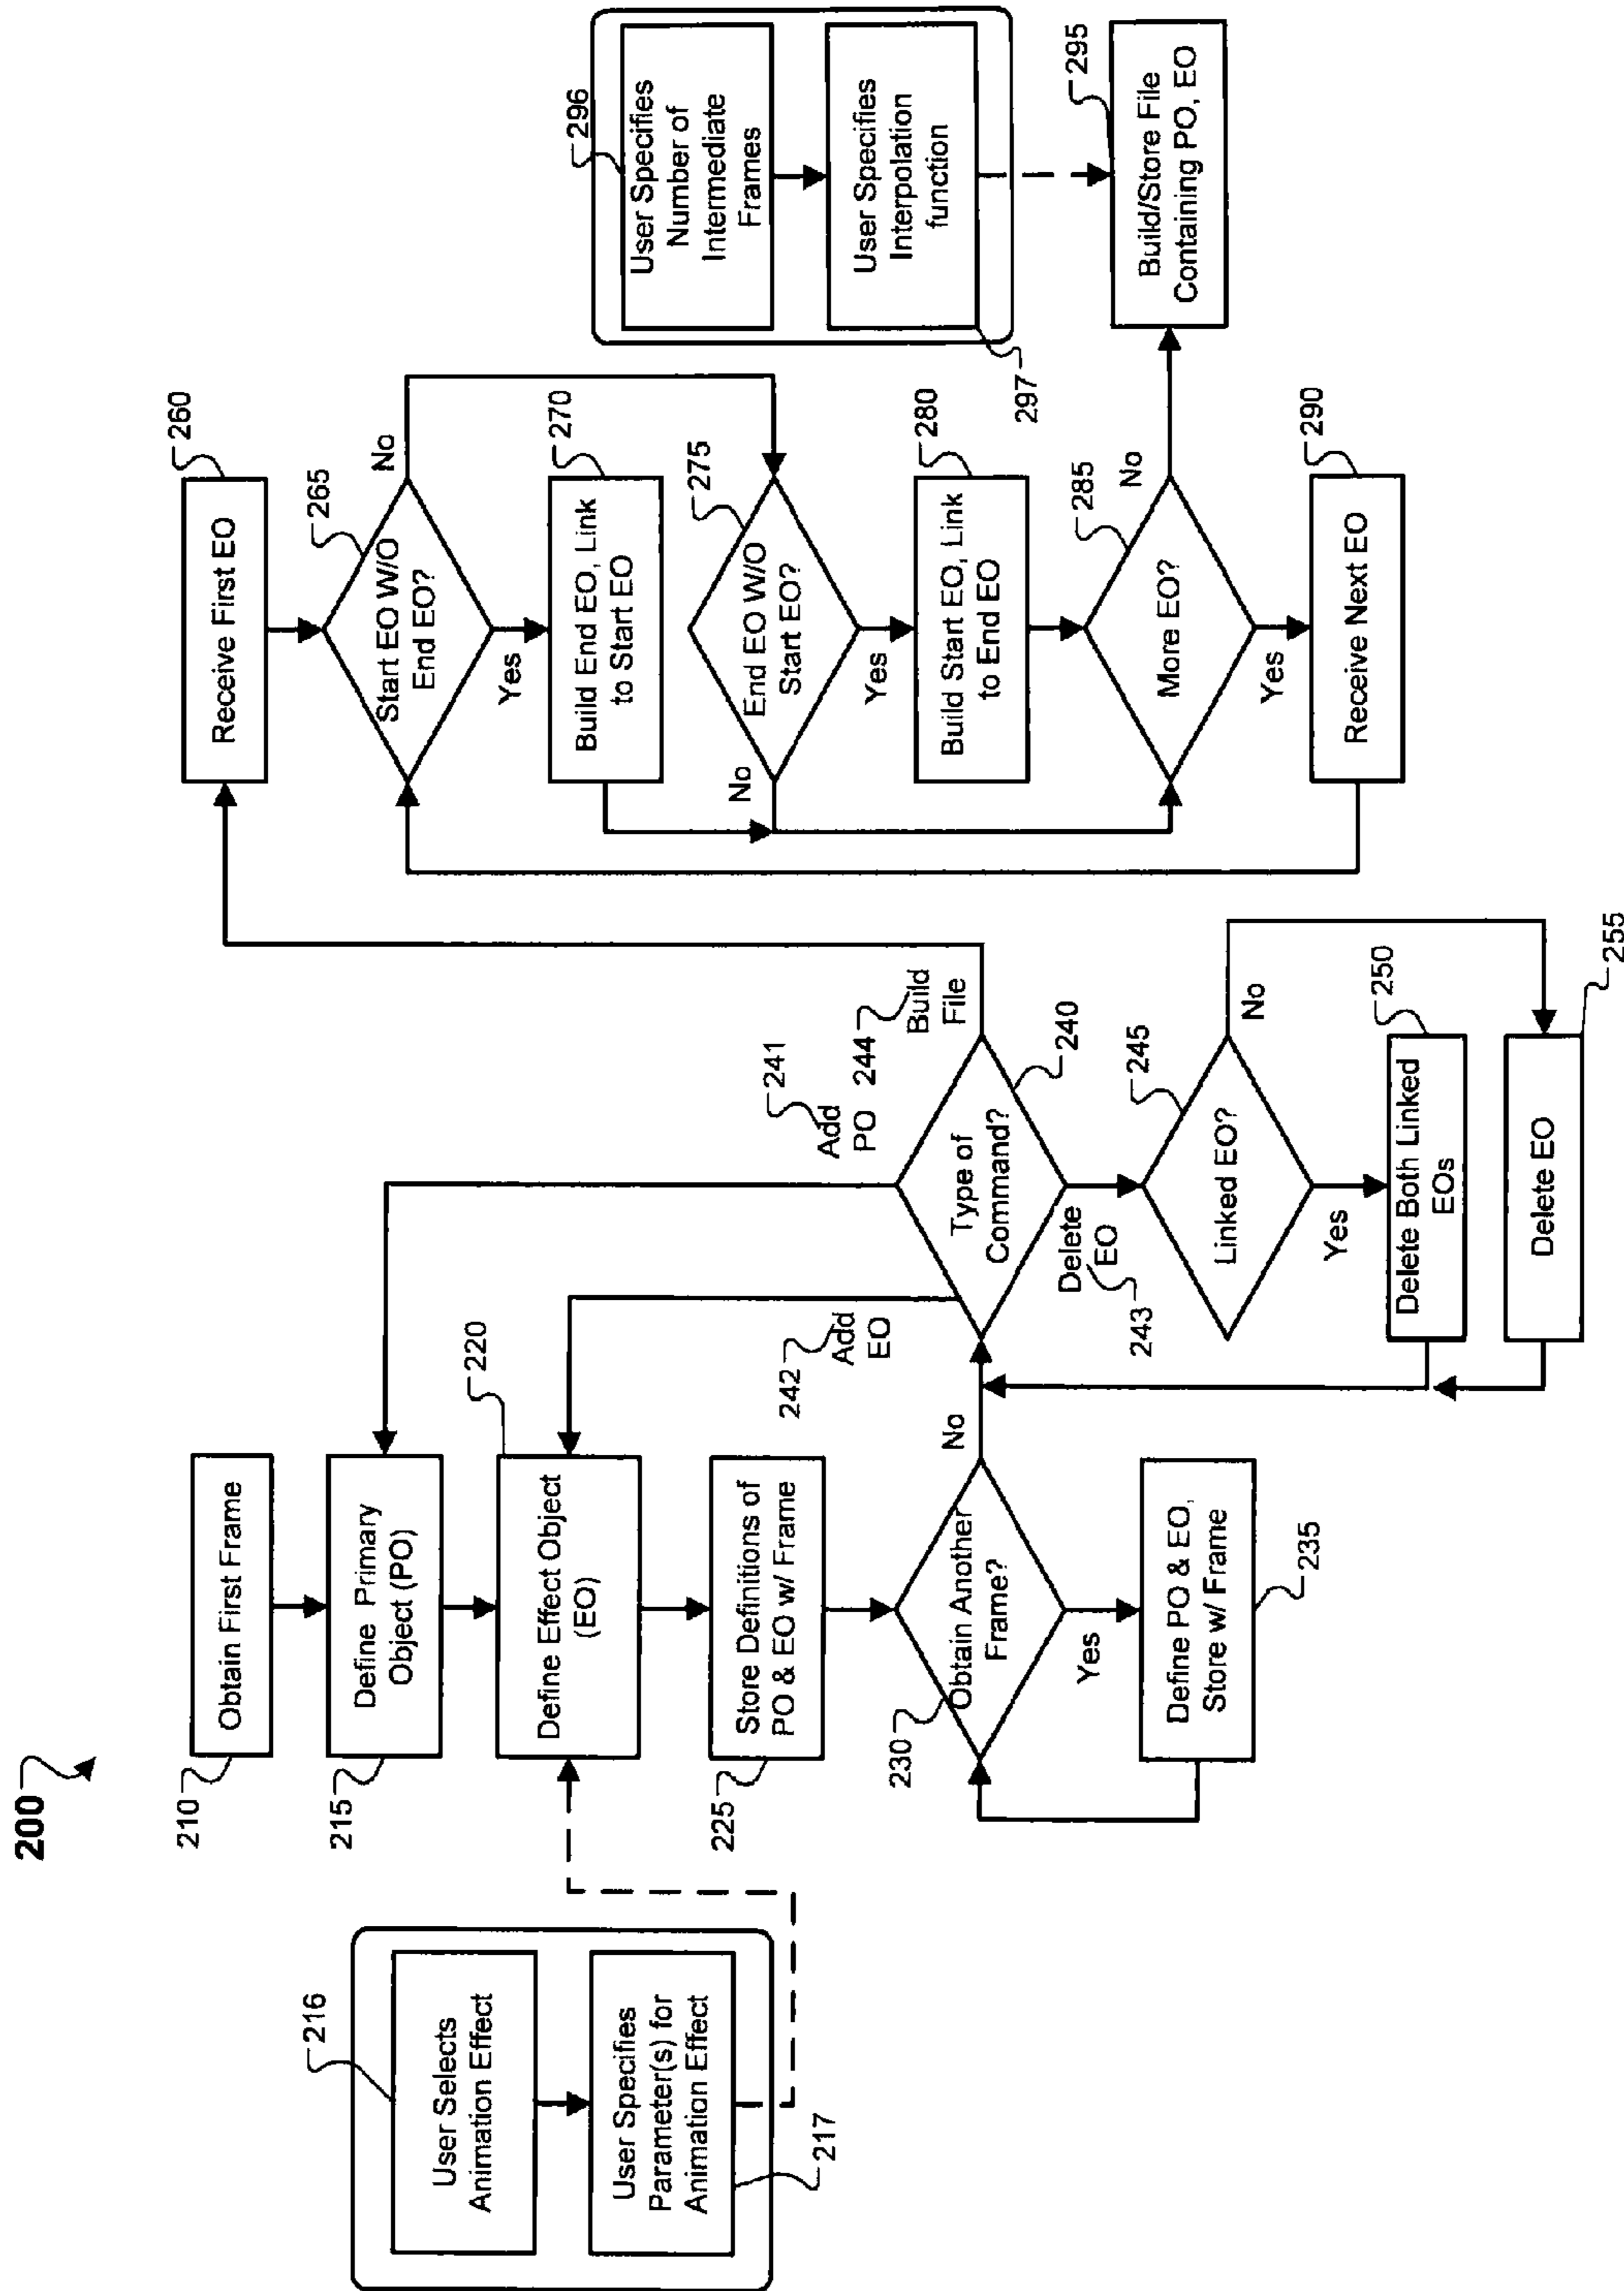 200
210
Obtain First Frame
215
Define Primary
Object (PO)
216
User Selects
Animation Effect
User Specifies
Parameter(s) for
Animation Effect
217
220
Define Effect Object
(EO)
225
Store Definitions of
PO & EO w/ Frame
230
Obtain Another
Frame?
No
Yes
Define PO & EO,
Store w/ Frame
235
241
Add
PO
242
Add
EO
244
Build
File
Type of
Command?
240
Delete
EO
243
245
Linked EO?
No
Yes
250
Delete Both Linked
EOs
Delete EO
255
260
Receive First EO
265
Start EO W/O
End EO?
No
Yes
270
Build End EO, Link
to Start EO
275
End EO W/O
Start EO?
No
Yes
280
Build Start EO, Link
to End EO
285
More EO?
No
Yes
290
Receive Next EO
296
User Specifies
Number of
Intermediate
Frames
User Specifies
Interpolation
function
297
295
Build/Store File
Containing PO, EO